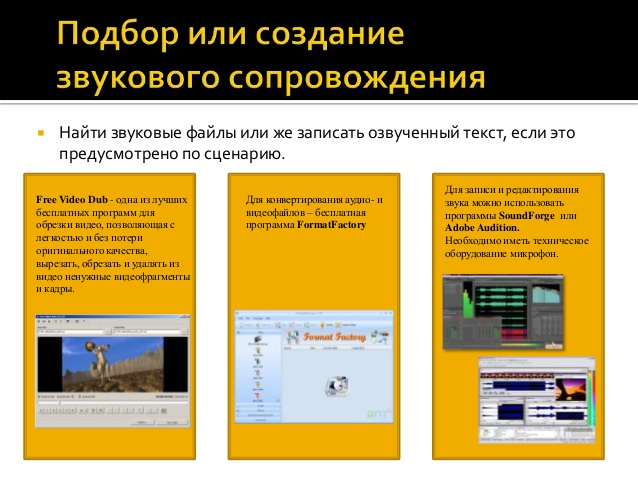 Подбор или создание
звукового сопровождения
Найти звуковые файлы или же записать озвученный текст, если это
предусмотрено по сценарию.
Free Video Dub - одна из лучших
бесплатных программ для
обрезки видео, позволяющая с
легкостью и без потери
оригинального качества,
вырезать, обрезать и удалять из
видео ненужные видеофрагменты
и кадры.
Для конвертирования аудио- и
видеофайлов – бесплатная
программа FormatFactory
Format Factory
Для записи и редактирования
звука можно использовать
программы SoundForge или
Adobe Audition.
Необходимо иметь техническое
оборудование микрофон.